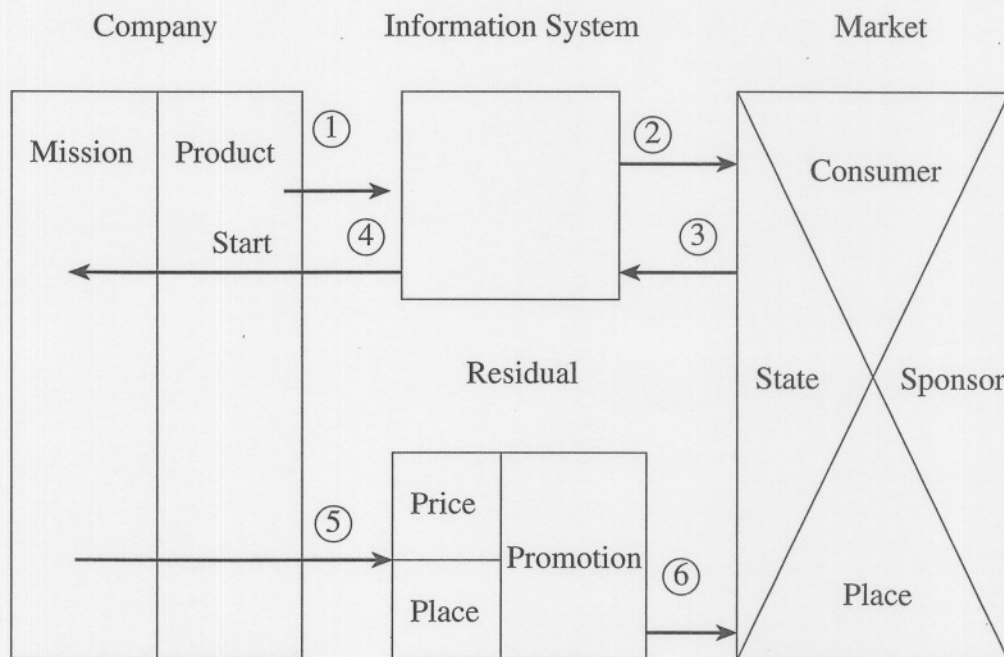 Company Information System Market
Mission Product ① ② Consumer
Start ④ ③
Residual State Sponsor
Price
⑤ Promotion ⑥
Place Place